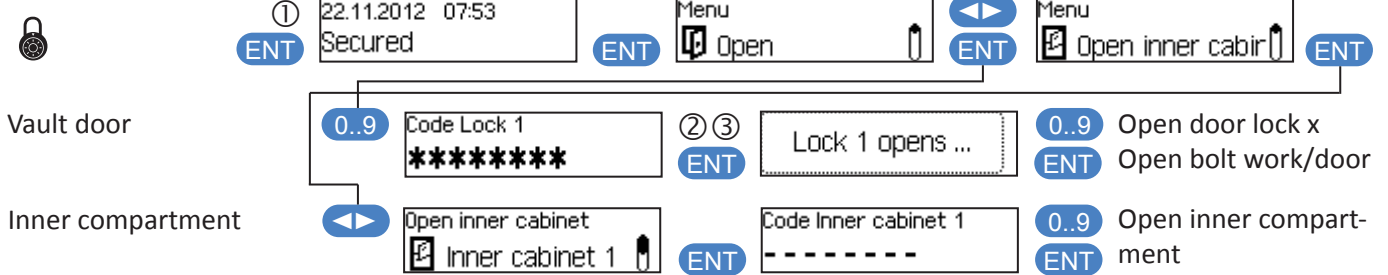 ① 22.11.2012 07:53 Menu Menu
ENT Secured ENT Open ENT Open inner cabir ENT
Vault door 0..9 Code Lock 1 ②③ Lock 1 opens ... 0..9 Open door lock x
******** ENT ENT Open bolt work/door
Inner compartment Open inner cabinet Code Inner cabinet 1 0..9 Open inner compart-
Inner cabinet 1 ENT -------- ENT ment